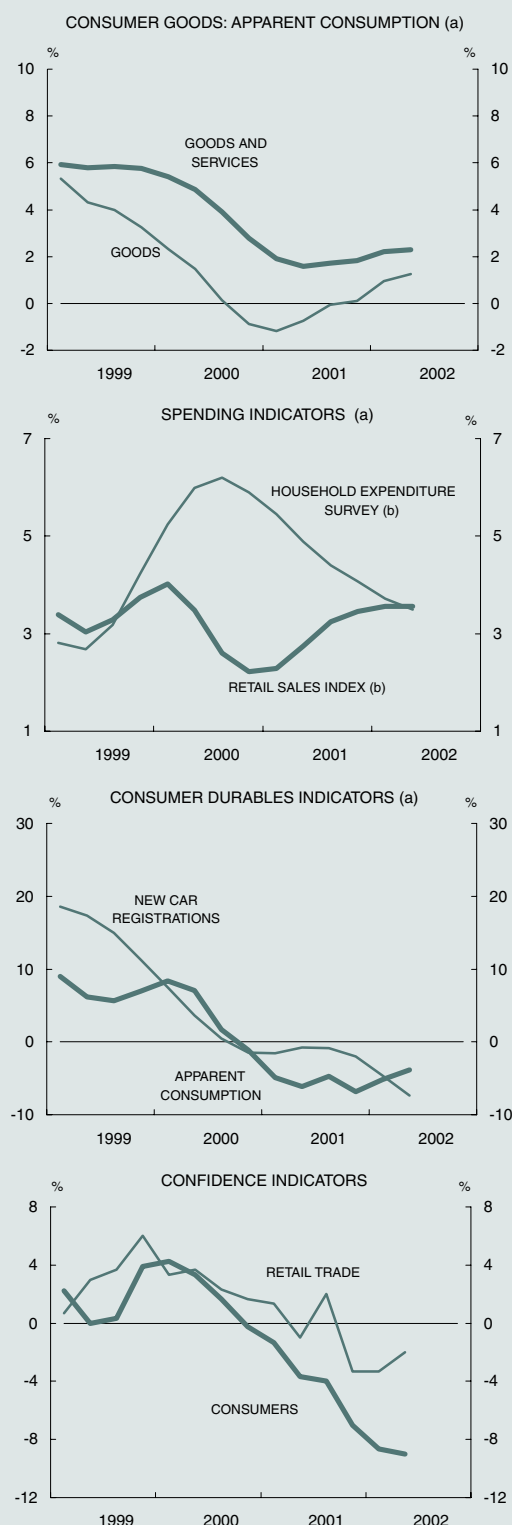 CONSUMER GOODS: APPARENT CONSUMPTION (a)
% %
10 10
8 8
GOODS AND
SERVICES
6 6
4 4
GOODS
2 2
0 0
-2 -2
1999 2000 2001 2002
SPENDING INDICATORS (a)
% %
7 7
HOUSEHOLD EXPENDITURE
SURVEY (b)
5 5
3 3
RETAIL SALES INDEX (b)
1 1
1999 2000 2001 2002
CONSUMER DURABLES INDICATORS (a)
% %
30 30
20 20
NEW CAR
REGISTRATIONS
10 10
0 0
APPARENT
CONSUMPTION
-10 -10
1999 2000 2001 2002
CONFIDENCE INDICATORS
% %
8 8
4 4
RETAIL TRADE
0 0
-4 -4
CONSUMERS
-8 -8
-12 -12
1999 2000 2001 2002